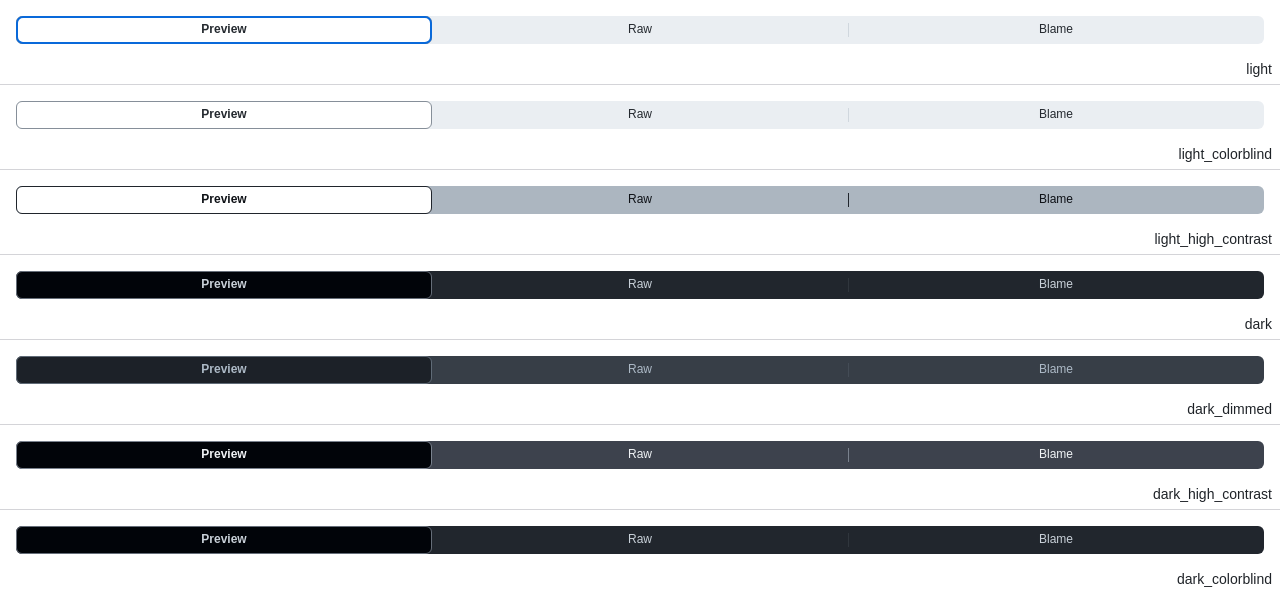 Preview Raw Blame
light
Preview Raw Blame
light_colorblind
Preview Raw Blame
light_high_contrast
Preview Raw Blame
dark
Preview Raw Blame
dark_dimmed
Preview Raw Blame
dark_high_contrast
Preview Raw Blame
dark_colorblind